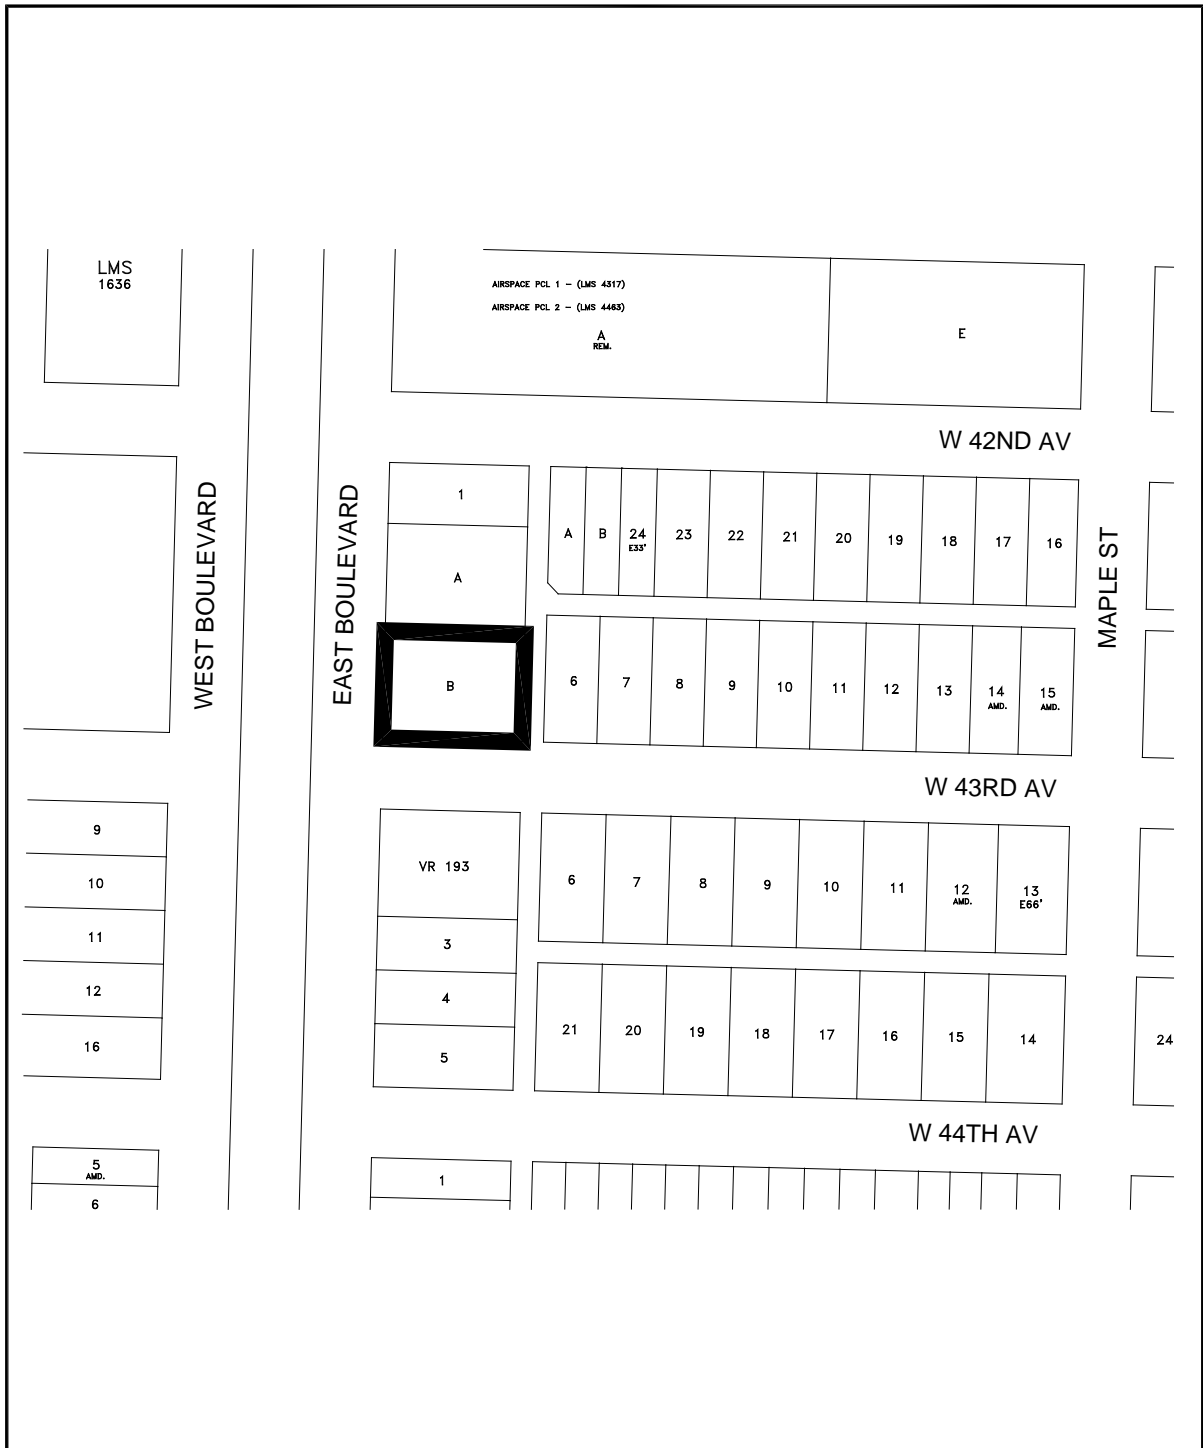 LMS
1636
AIRSPACE PCL 1 – (LMS 4317)
AIRSPACE PCL 2 – (LMS 4463)
A
REM.
E
W 42ND AV
WEST BOULEVARD
EAST BOULEVARD
MAPLE ST
1
A
B
A B 24 23 22 21 20 19 18 17 16
E33'
6 7 8 9 10 11 12 13 14 15
AMD. AMD.
W 43RD AV
9
10
11
12
16
VR 193
3
4
5
6 7 8 9 10 11 12 13
AMD. E66'
21 20 19 18 17 16 15 14
24
W 44TH AV
5
AMD.
6
1